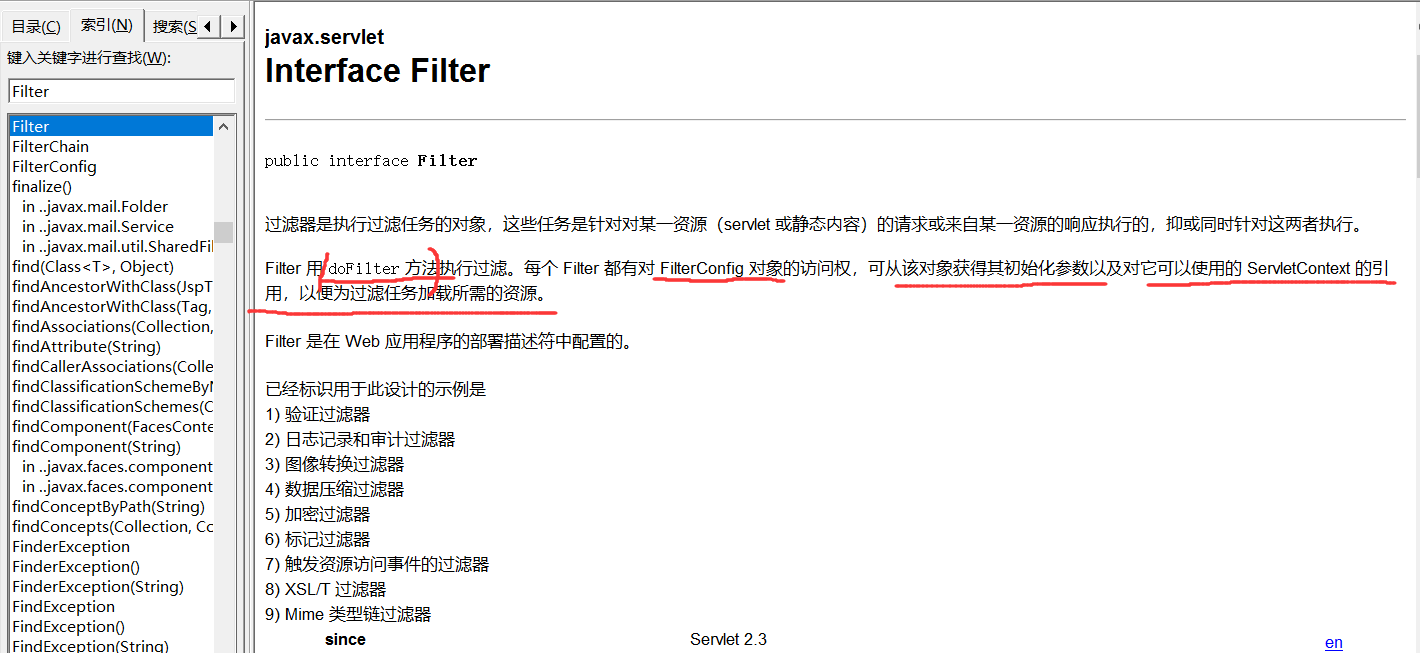 目录(C) 索引(N) 搜索(S
键入关键字进行查找(W):
Filter
Filter
FilterChain
FilterConfig
finalize()
in ..javax.mail.Folder
in ..javax.mail.Service
in ..javax.mail.util.SharedFil
find(Class<T>, Object)
findAncestorWithClass(JspT
findAncestorWithClass(Tag,
findAssociations(Collection,
findAttribute(String)
findCallerAssociations(Colle
findClassificationSchemeByN
findClassificationSchemes(C
findComponent(FacesConte
findComponent(String)
in ..javax.faces.component
in ..javax.faces.component
findConceptByPath(String)
findConcepts(Collection, Co
FinderException
FinderException()
FinderException(String)
FindException
FindException()
FindException(String)
javax.servlet
Interface Filter
public interface Filter
过滤器是执行过滤任务的对象，这些任务是针对对某一资源（servlet 或静态内容）的请求或来自某一资源的响应执行的，抑或同时针对这两者执行。
Filter 用 doFilter 方法执行过滤。每个 Filter 都有对 FilterConfig 对象的访问权，可从该对象获得其初始化参数以及对它可以使用的 ServletContext 的引
用，以便为过滤任务加载所需的资源。
Filter 是在 Web 应用程序的部署描述符中配置的。
已经标识用于此设计的示例是
1) 验证过滤器
2) 日志记录和审计过滤器
3) 图像转换过滤器
4) 数据压缩过滤器
5) 加密过滤器
6) 标记过滤器
7) 触发资源访问事件的过滤器
8) XSL/T 过滤器
9) Mime 类型链过滤器
since Servlet 2.3 en